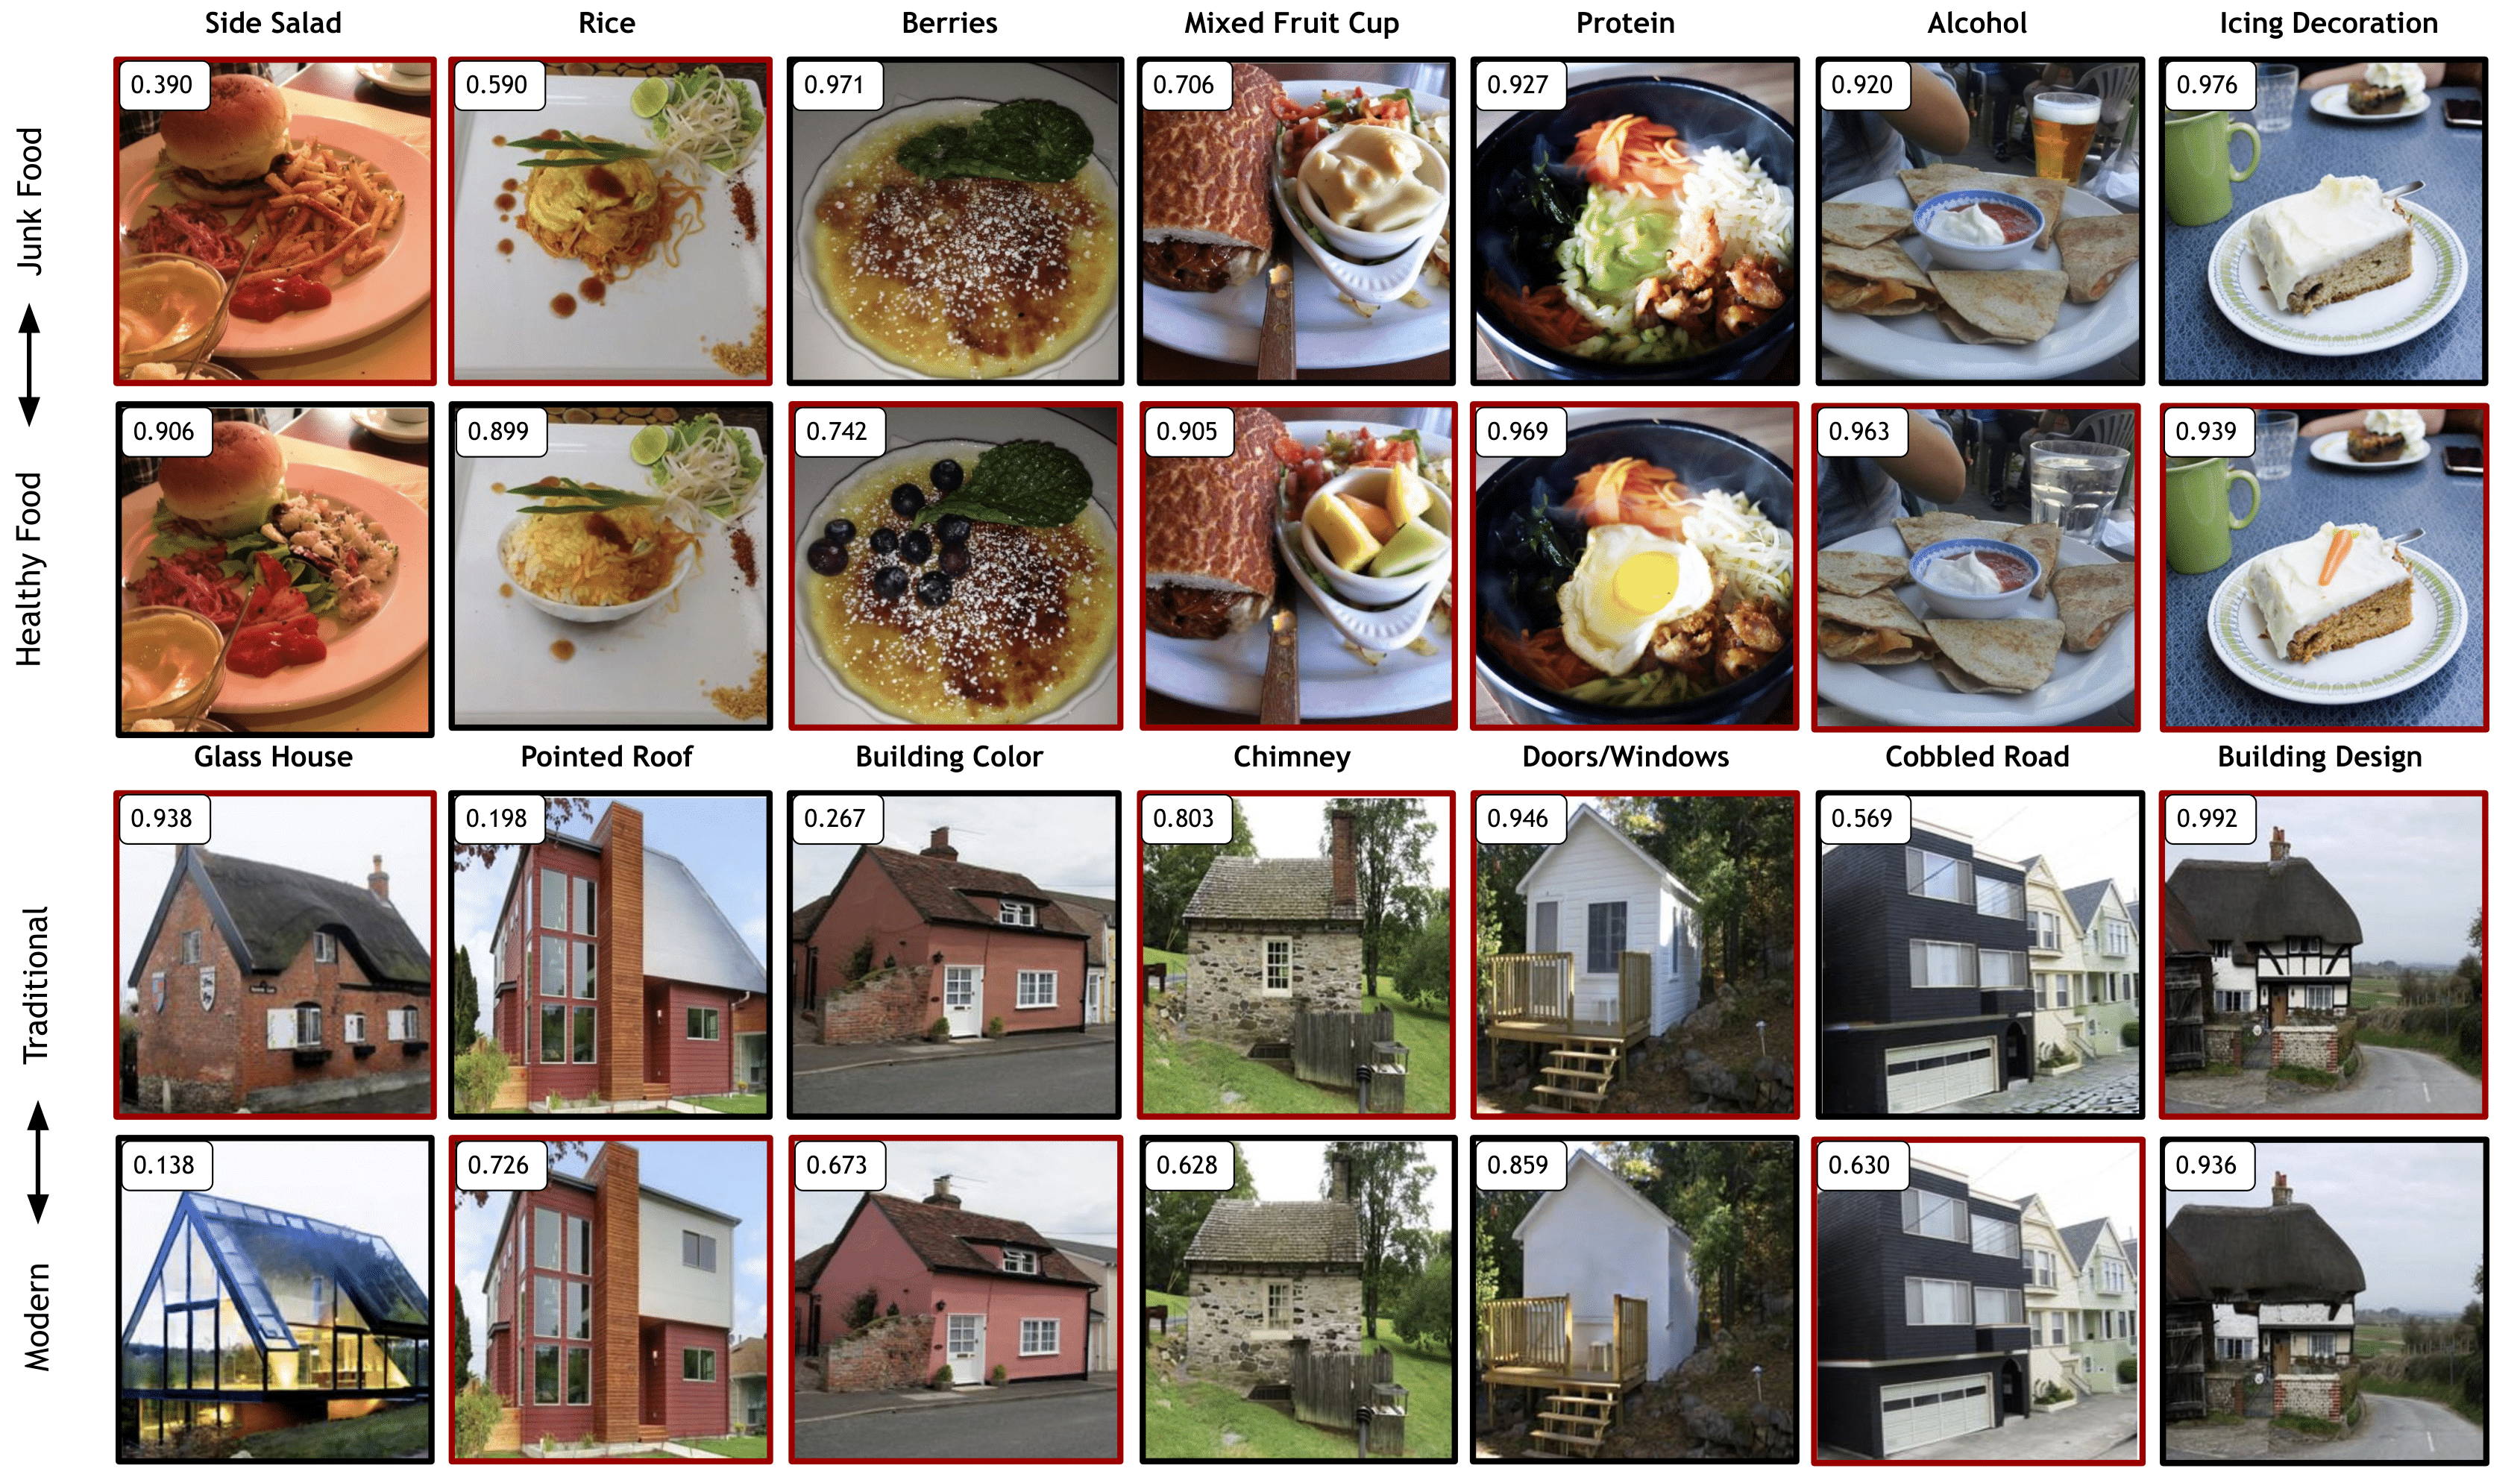 Side Salad Rice Berries Mixed Fruit Cup Protein Alcohol Icing Decoration
Junk Food
0.390 0.590 0.971 0.706 0.927 0.920 0.976
Healthy Food
0.906 0.899 0.742 0.905 0.969 0.963 0.939
Glass House Pointed Roof Building Color Chimney Doors/Windows Cobbled Road Building Design
Traditional
0.938 0.198 0.267 0.803 0.946 0.569 0.992
Modern
0.138 0.726 0.673 0.628 0.859 0.630 0.936